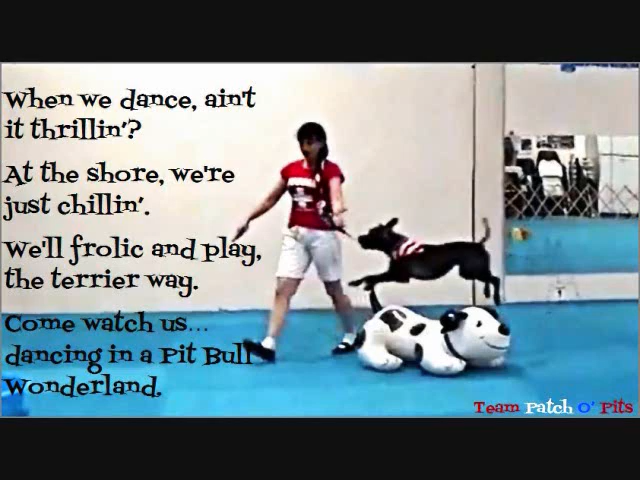 When we dance, ain't
it thrillin'?
At the shore, we're
just chillin'.
We'll frolic and play,
the terrier way.
Come watch us...
dancing in a Pit Bull
Wonderland.
Team Patch O' Pits